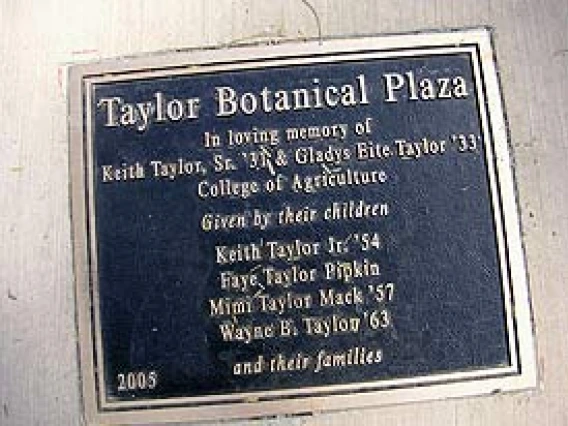 Taylor Botanical Plaza
In loving memory of
Keith Taylor, Sr. '31 & Gladys Eite Taylor '33
College of Agriculture
Given by their children
Keith Taylor Jr. '54
Faye Taylor Pipkin
Mimi Taylor Mack '57
Wayne B. Taylor '63
and their families
2005